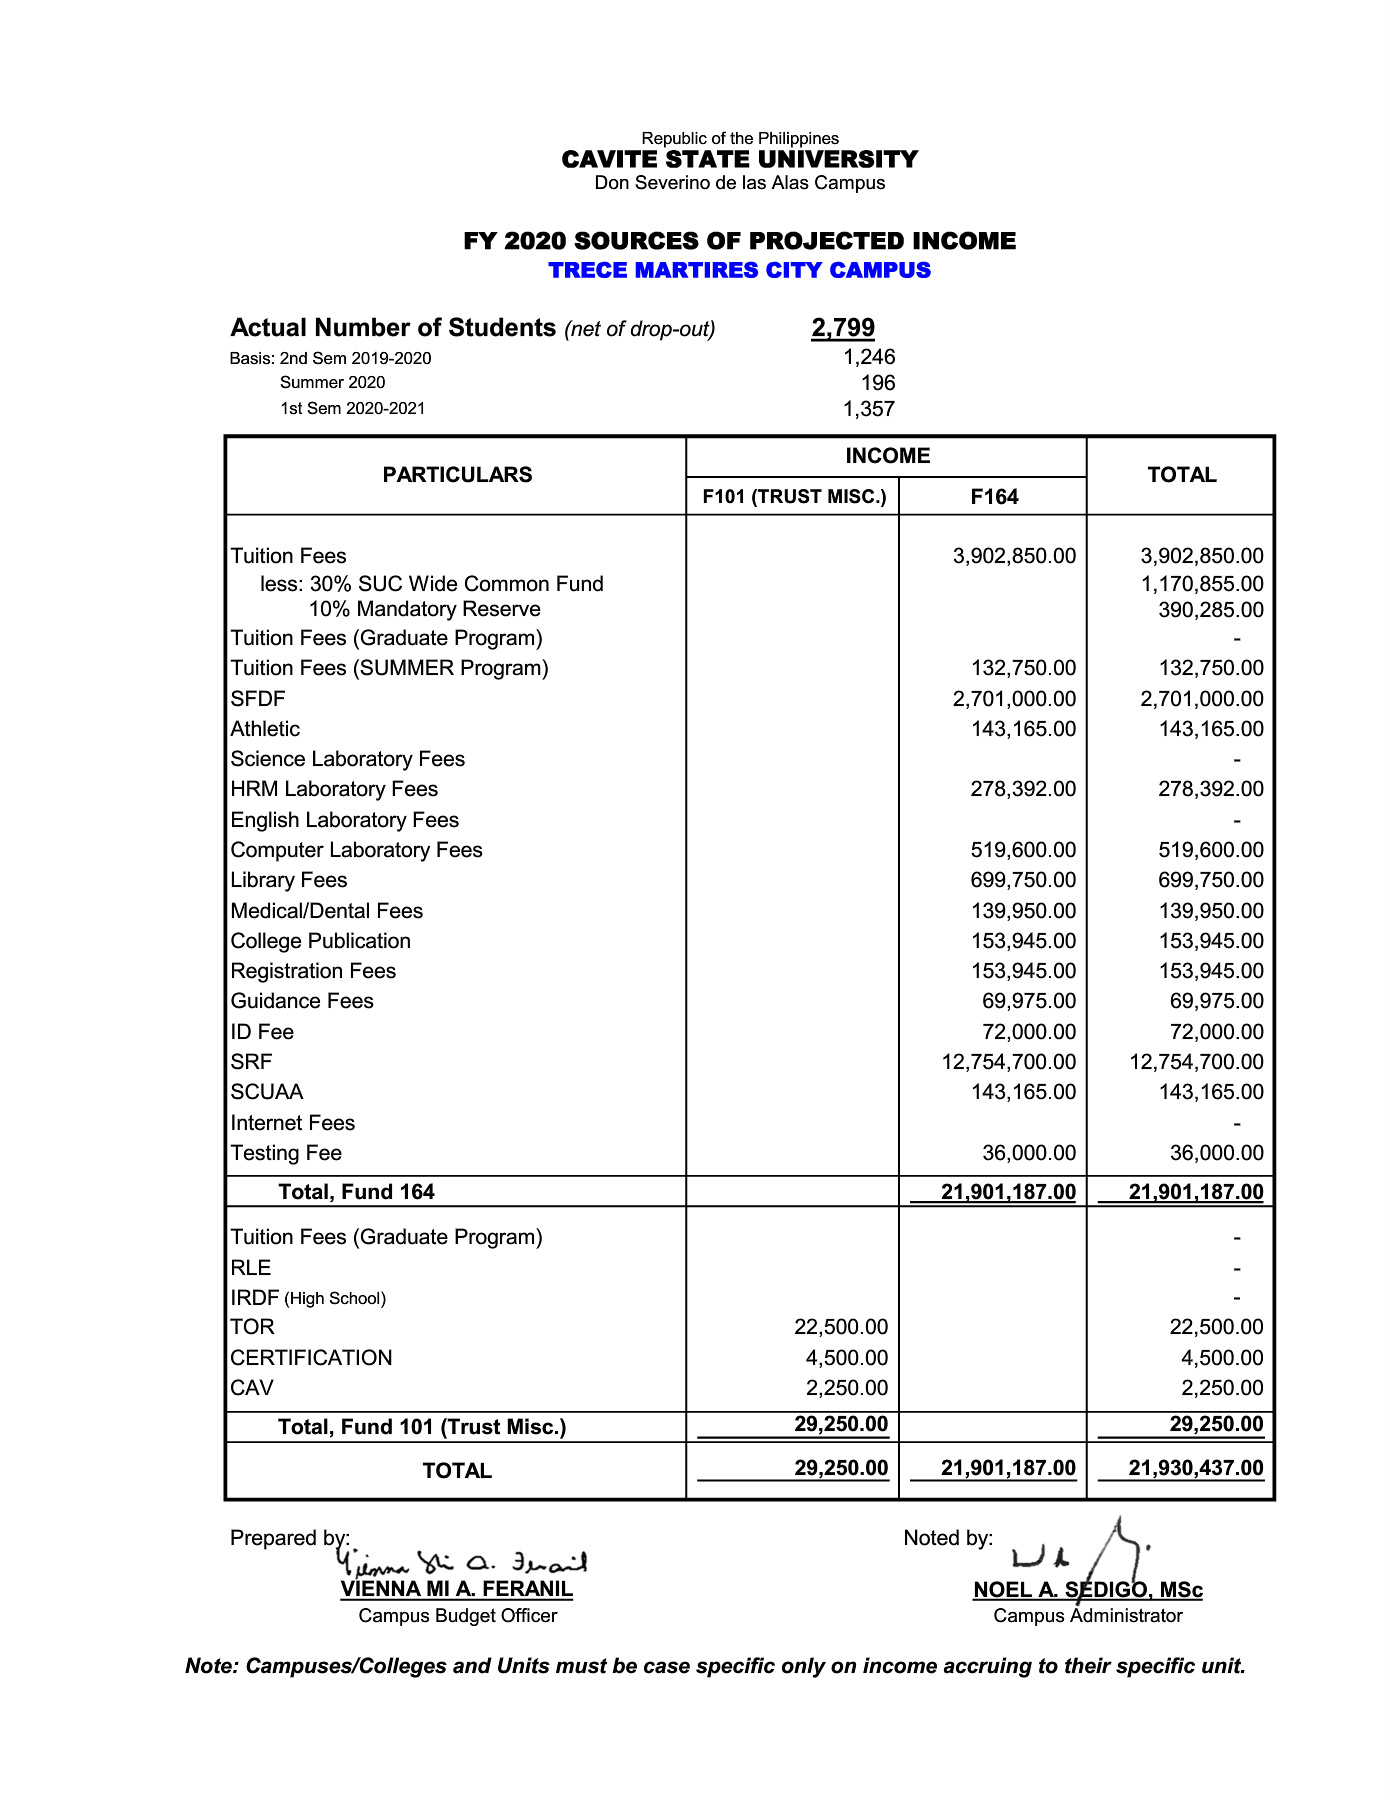 Republic of the Philippines
CAVITE STATE UNIVERSITY
Don Severino de las Alas Campus
FY 2020 SOURCES OF PROJECTED INCOME
TRECE MARTIRES CITY CAMPUS
Actual Number of Students (net of drop-out) 2,799
Basis: 2nd Sem 2019-2020 1,246
Summer 2020 196
1st Sem 2020-2021 1,357
PARTICULARS INCOME TOTAL
F101 (TRUST MISC.) F164
Tuition Fees 3,902,850.00 3,902,850.00
less: 30% SUC Wide Common Fund 1,170,855.00
10% Mandatory Reserve 390,285.00
Tuition Fees (Graduate Program) -
Tuition Fees (SUMMER Program) 132,750.00 132,750.00
SFDF 2,701,000.00 2,701,000.00
Athletic 143,165.00 143,165.00
Science Laboratory Fees -
HRM Laboratory Fees 278,392.00 278,392.00
English Laboratory Fees -
Computer Laboratory Fees 519,600.00 519,600.00
Library Fees 699,750.00 699,750.00
Medical/Dental Fees 139,950.00 139,950.00
College Publication 153,945.00 153,945.00
Registration Fees 153,945.00 153,945.00
Guidance Fees 69,975.00 69,975.00
ID Fee 72,000.00 72,000.00
SRF 12,754,700.00 12,754,700.00
SCUAA 143,165.00 143,165.00
Internet Fees -
Testing Fee 36,000.00 36,000.00
Total, Fund 164 21,901,187.00 21,901,187.00
Tuition Fees (Graduate Program) -
RLE -
IRDF (High School) -
TOR 22,500.00 22,500.00
CERTIFICATION 4,500.00 4,500.00
CAV 2,250.00 2,250.00
Total, Fund 101 (Trust Misc.) 29,250.00 29,250.00
TOTAL 29,250.00 21,901,187.00 21,930,437.00
Prepared by: Noted by:
Vienna Mi A. Feranil
VIENNA MI A. FERANIL NOEL A. SEDIGO, MSc
Campus Budget Officer Campus Administrator
Note: Campuses/Colleges and Units must be case specific only on income accruing to their specific unit.